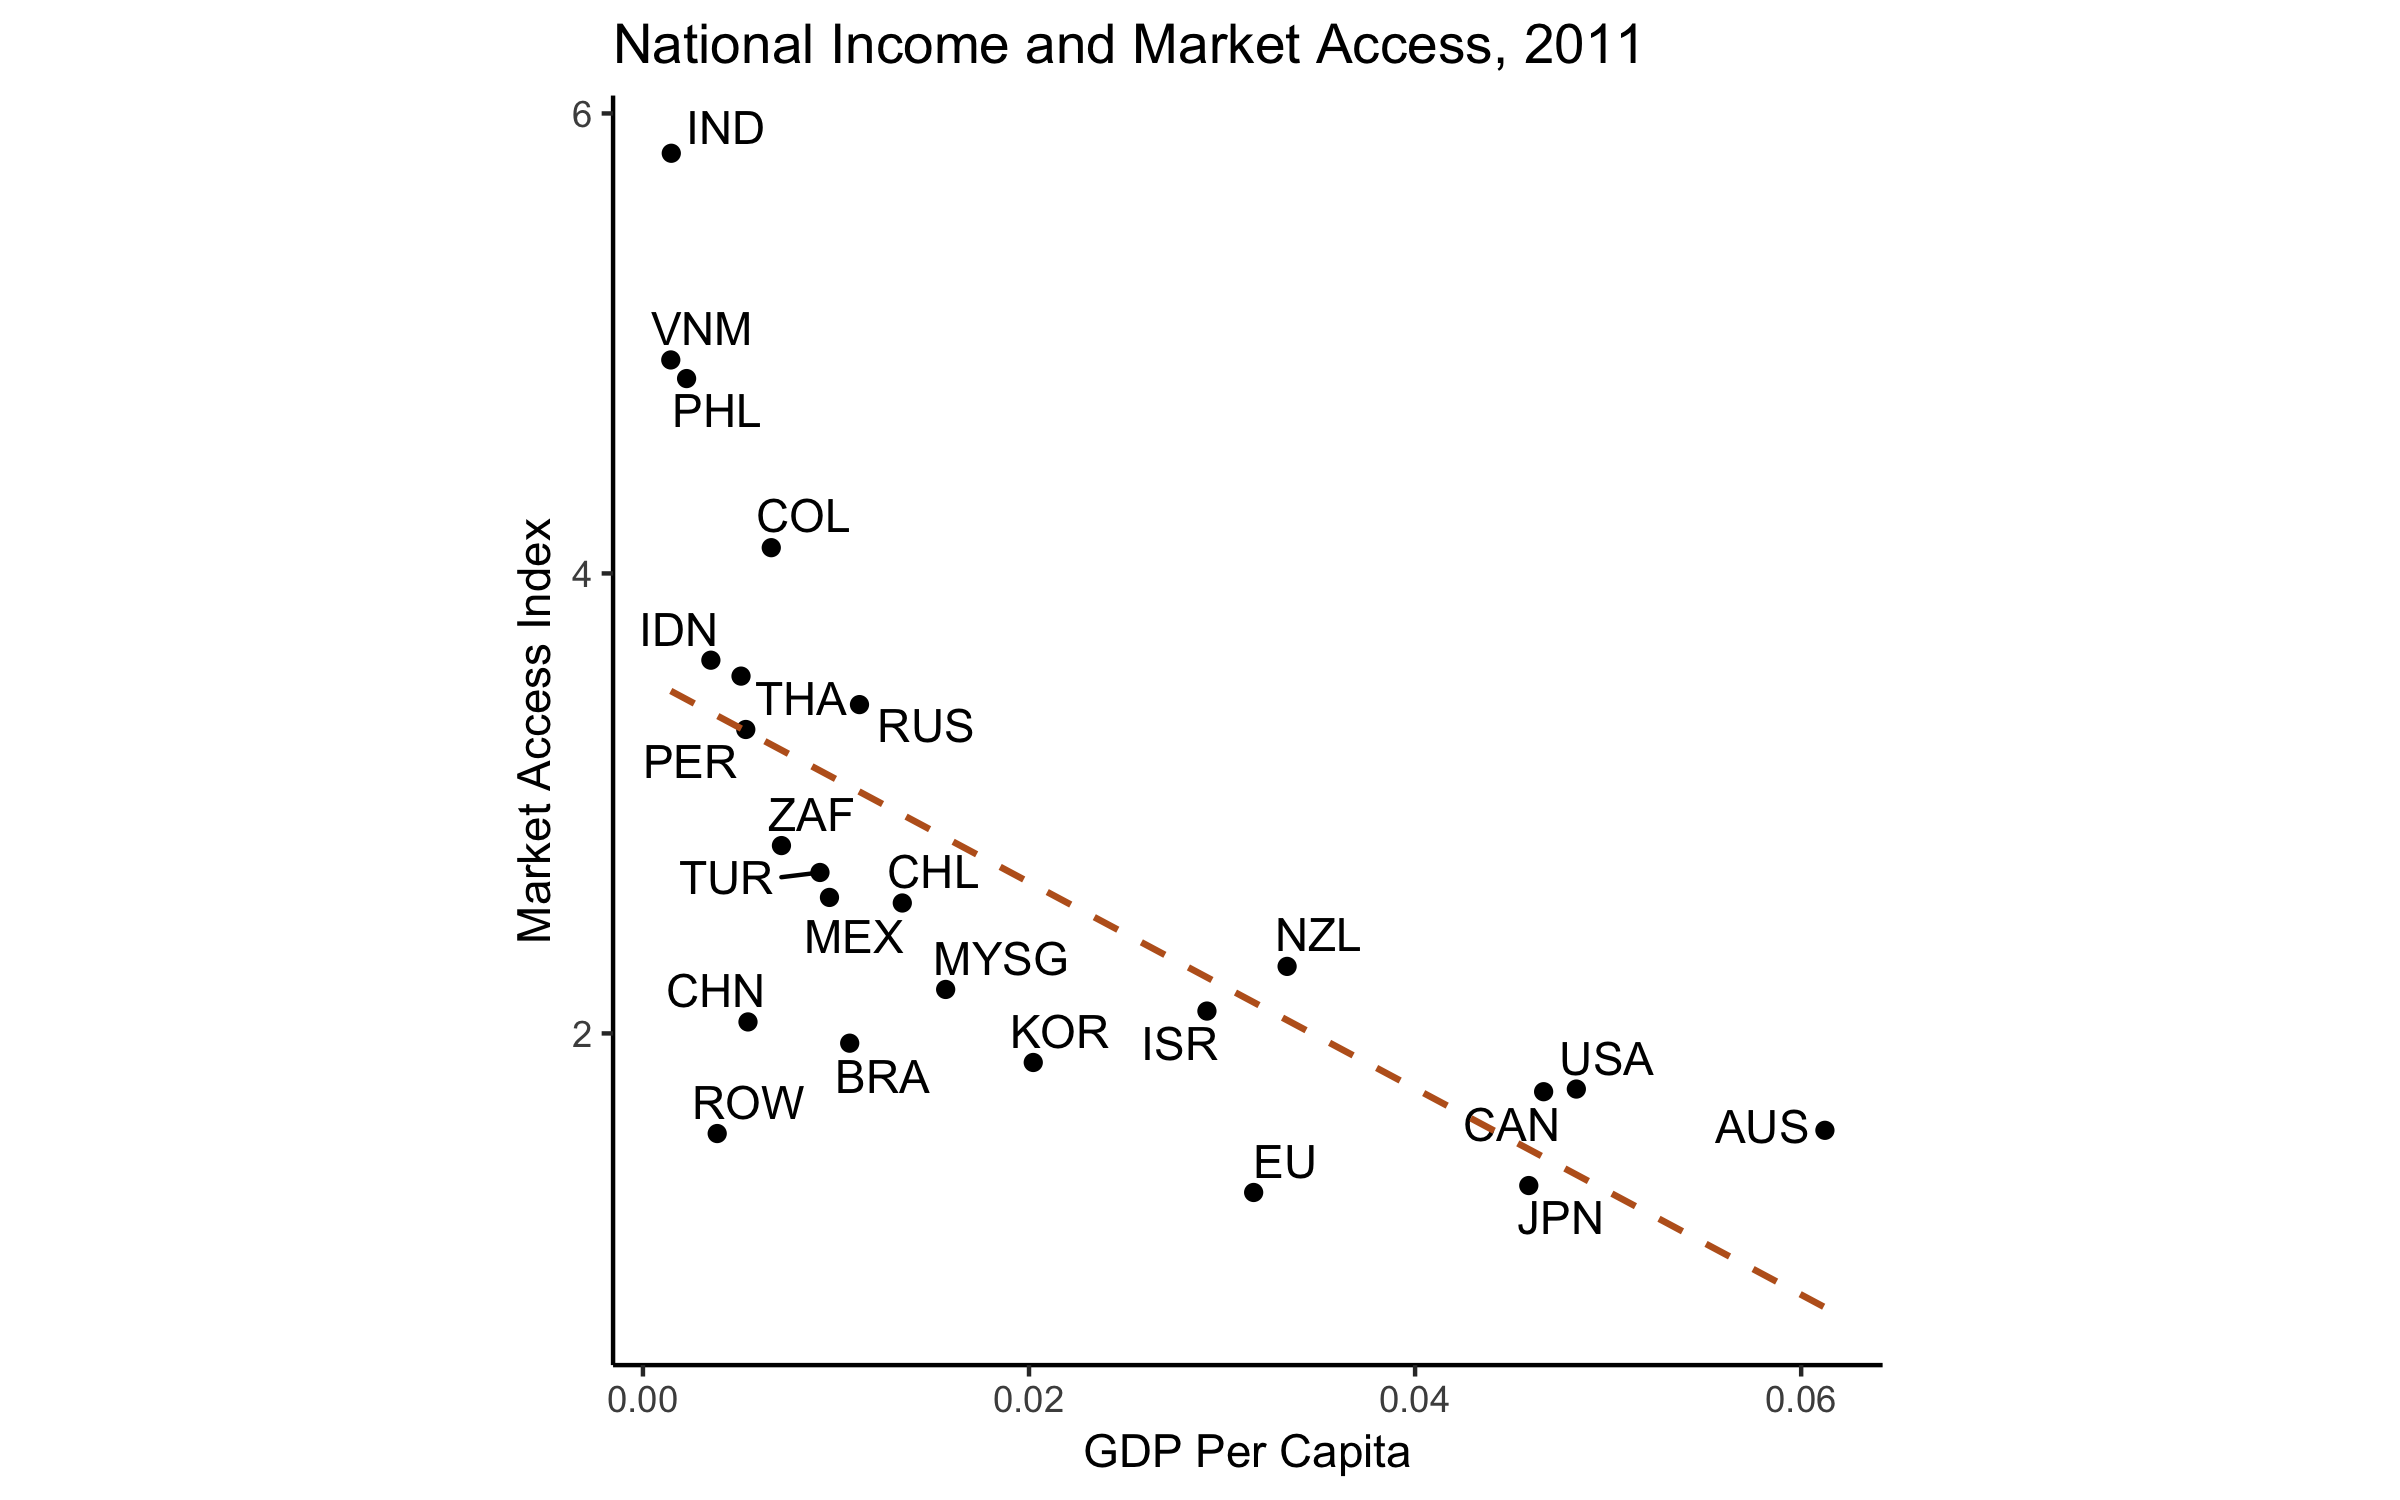 National Income and Market Access, 2011
6
IND
VNM
PHL
COL
4
IDN
THA
RUS
PER
ZAF
TUR
CHL
MEX
NZL
MYSG
CHN
2
KOR
ISR
BRA
USA
ROW
CAN
AUS
EU
JPN
Market Access Index
0.00 0.02 0.04 0.06
GDP Per Capita